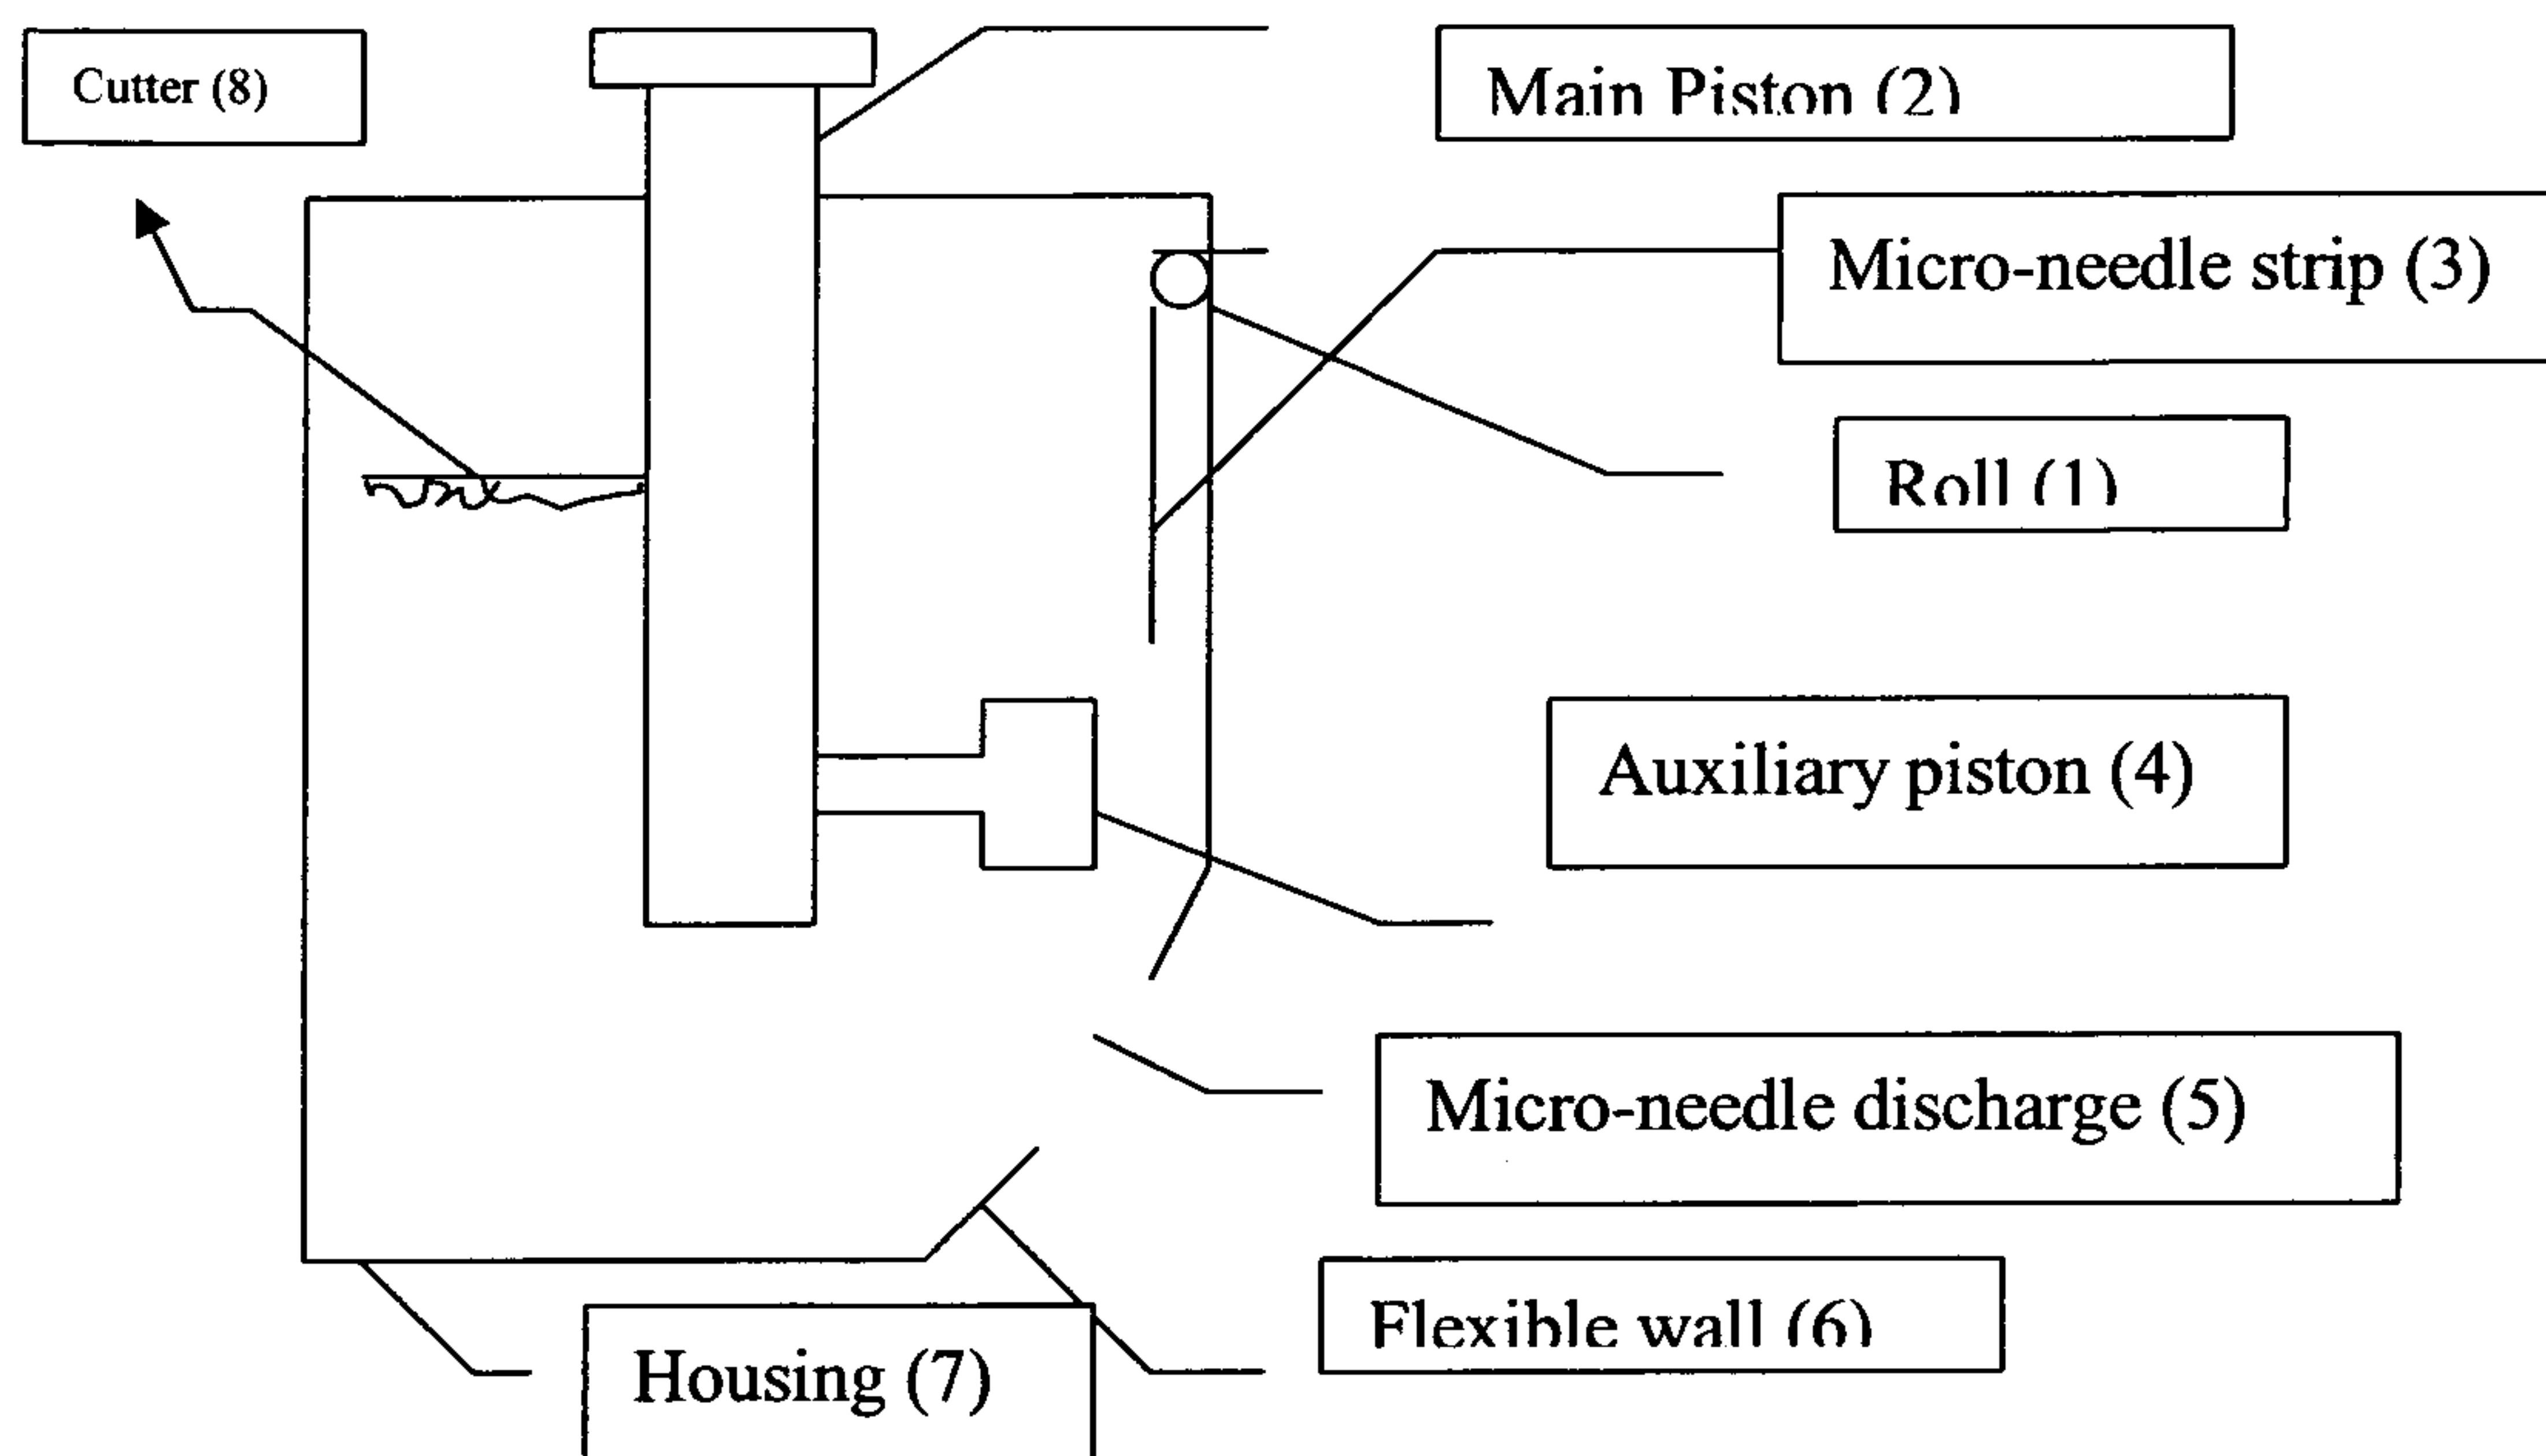 Cutter (8)
Main Piston (2)
Micro-needle strip (3)
Roll (1)
Auxiliary piston (4)
Micro-needle discharge (5)
Flexible wall (6)
Housing (7)